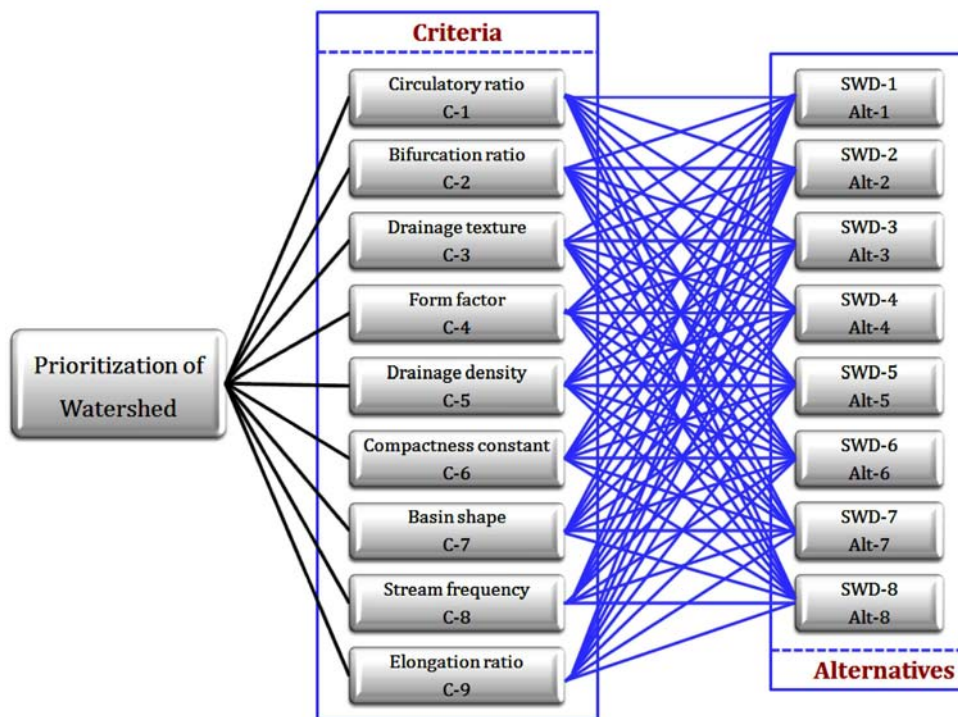 Prioritization of
Watershed
Criteria
Circulatory ratio
C-1
Bifurcation ratio
C-2
Drainage texture
C-3
Form factor
C-4
Drainage density
C-5
Compactness constant
C-6
Basin shape
C-7
Stream frequency
C-8
Elongation ratio
C-9
SWD-1
Alt-1
SWD-2
Alt-2
SWD-3
Alt-3
SWD-4
Alt-4
SWD-5
Alt-5
SWD-6
Alt-6
SWD-7
Alt-7
SWD-8
Alt-8
Alternatives